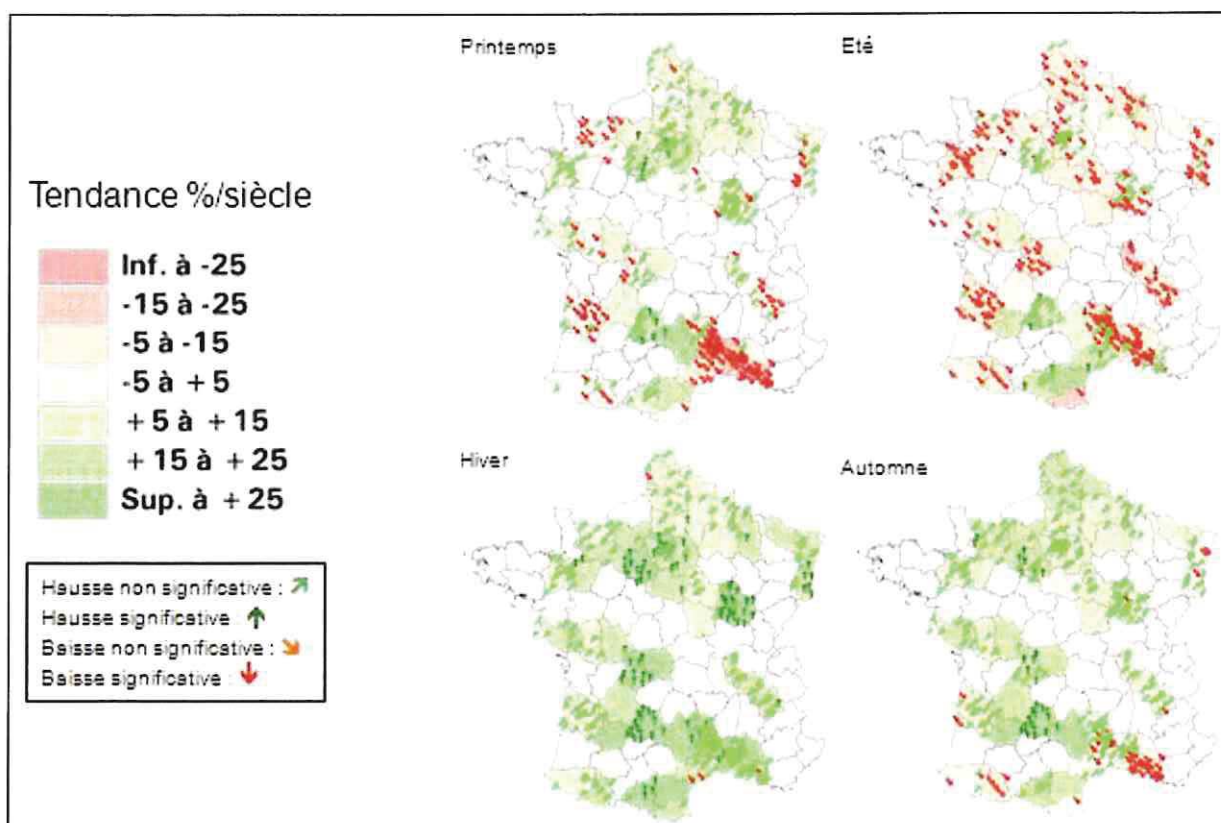 Printemps
Eté
Tendance %/siècle
Inf. à -25
-15 à -25
-5 à -15
-5 à +5
+5 à +15
+15 à +25
Sup. à +25
Hiver
Automne
Hausse non significative :
Hausse significative :
Baisse non significative :
Baisse significative :